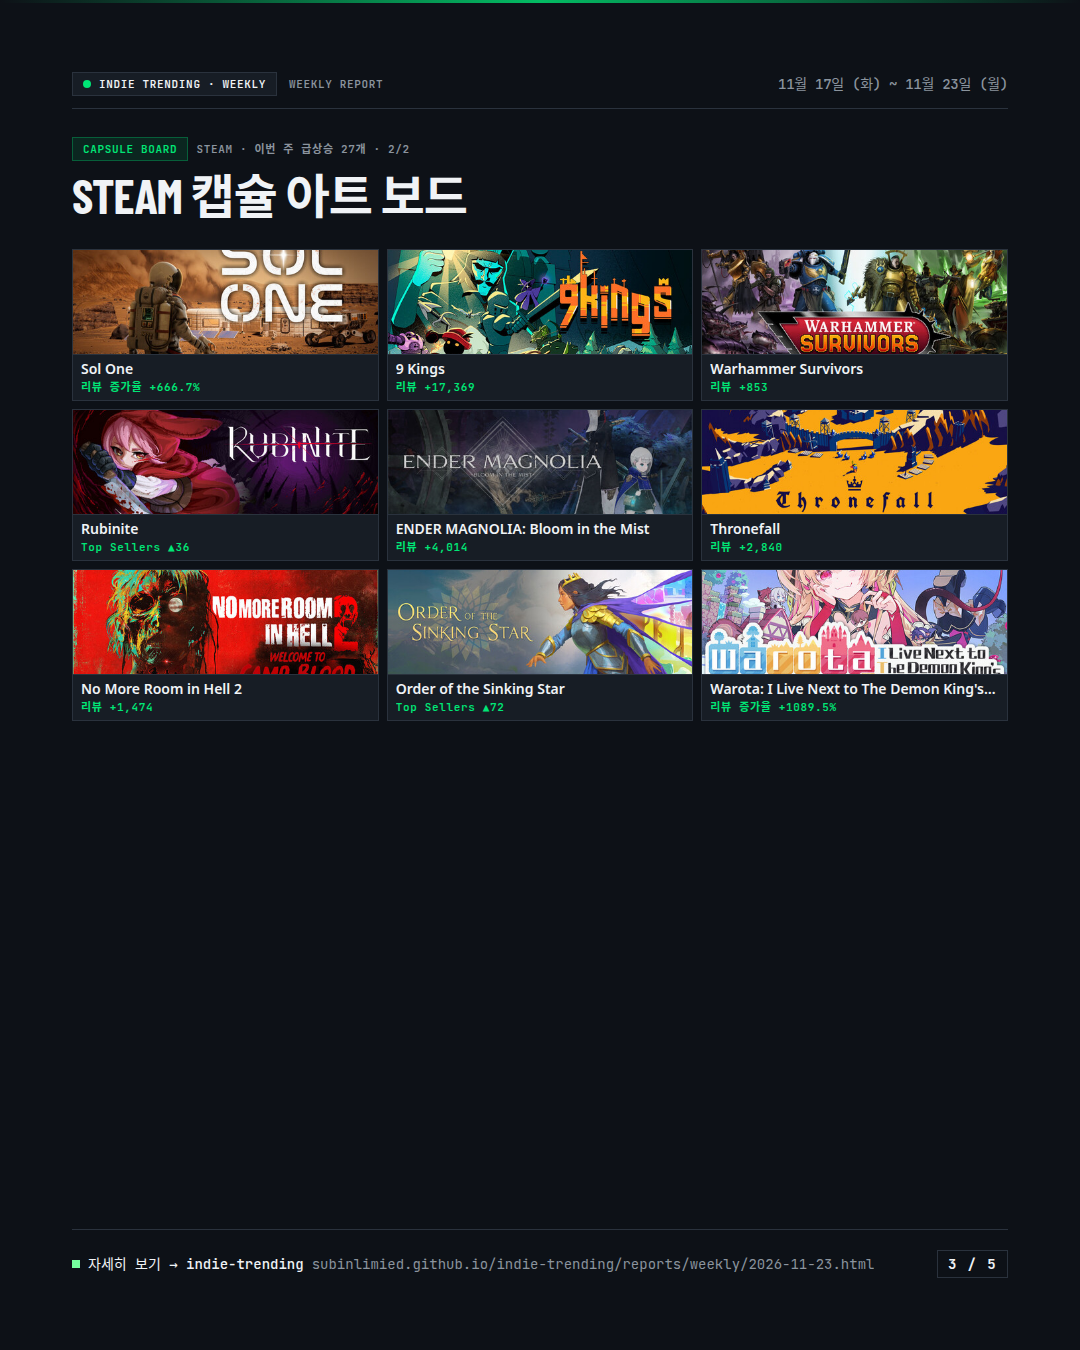 INDIE TRENDING · WEEKLY
WEEKLY REPORT
11월 17일 (화) ~ 11월 23일 (월)
CAPSULE BOARD
STEAM · 이번 주 급상승 27개 · 2/2
STEAM 캡슐 아트 보드
SOL
ONE
9kings
WARHAMMER
SURVIVORS
Sol One
리뷰 증가율 +666.7%
9 Kings
리뷰 +17,369
Warhammer Survivors
리뷰 +853
RUBINITE
ENDER MAGNOLIA
BLOOM IN THE MIST
Thronefall
Rubinite
Top Sellers ▲36
ENDER MAGNOLIA: Bloom in the Mist
리뷰 +4,014
Thronefall
리뷰 +2,840
NO MORE ROOM
IN HELL 2
WELCOME TO
CAMP BLOOD
ORDER OF THE
SINKING STAR
warota
I Live Next to
The Demon King's
No More Room in Hell 2
리뷰 +1,474
Order of the Sinking Star
Top Sellers ▲72
Warota: I Live Next to The Demon King's...
리뷰 증가율 +1089.5%
자세히 보기 → indie-trending subinlimied.github.io/indie-trending/reports/weekly/2026-11-23.html
3 / 5